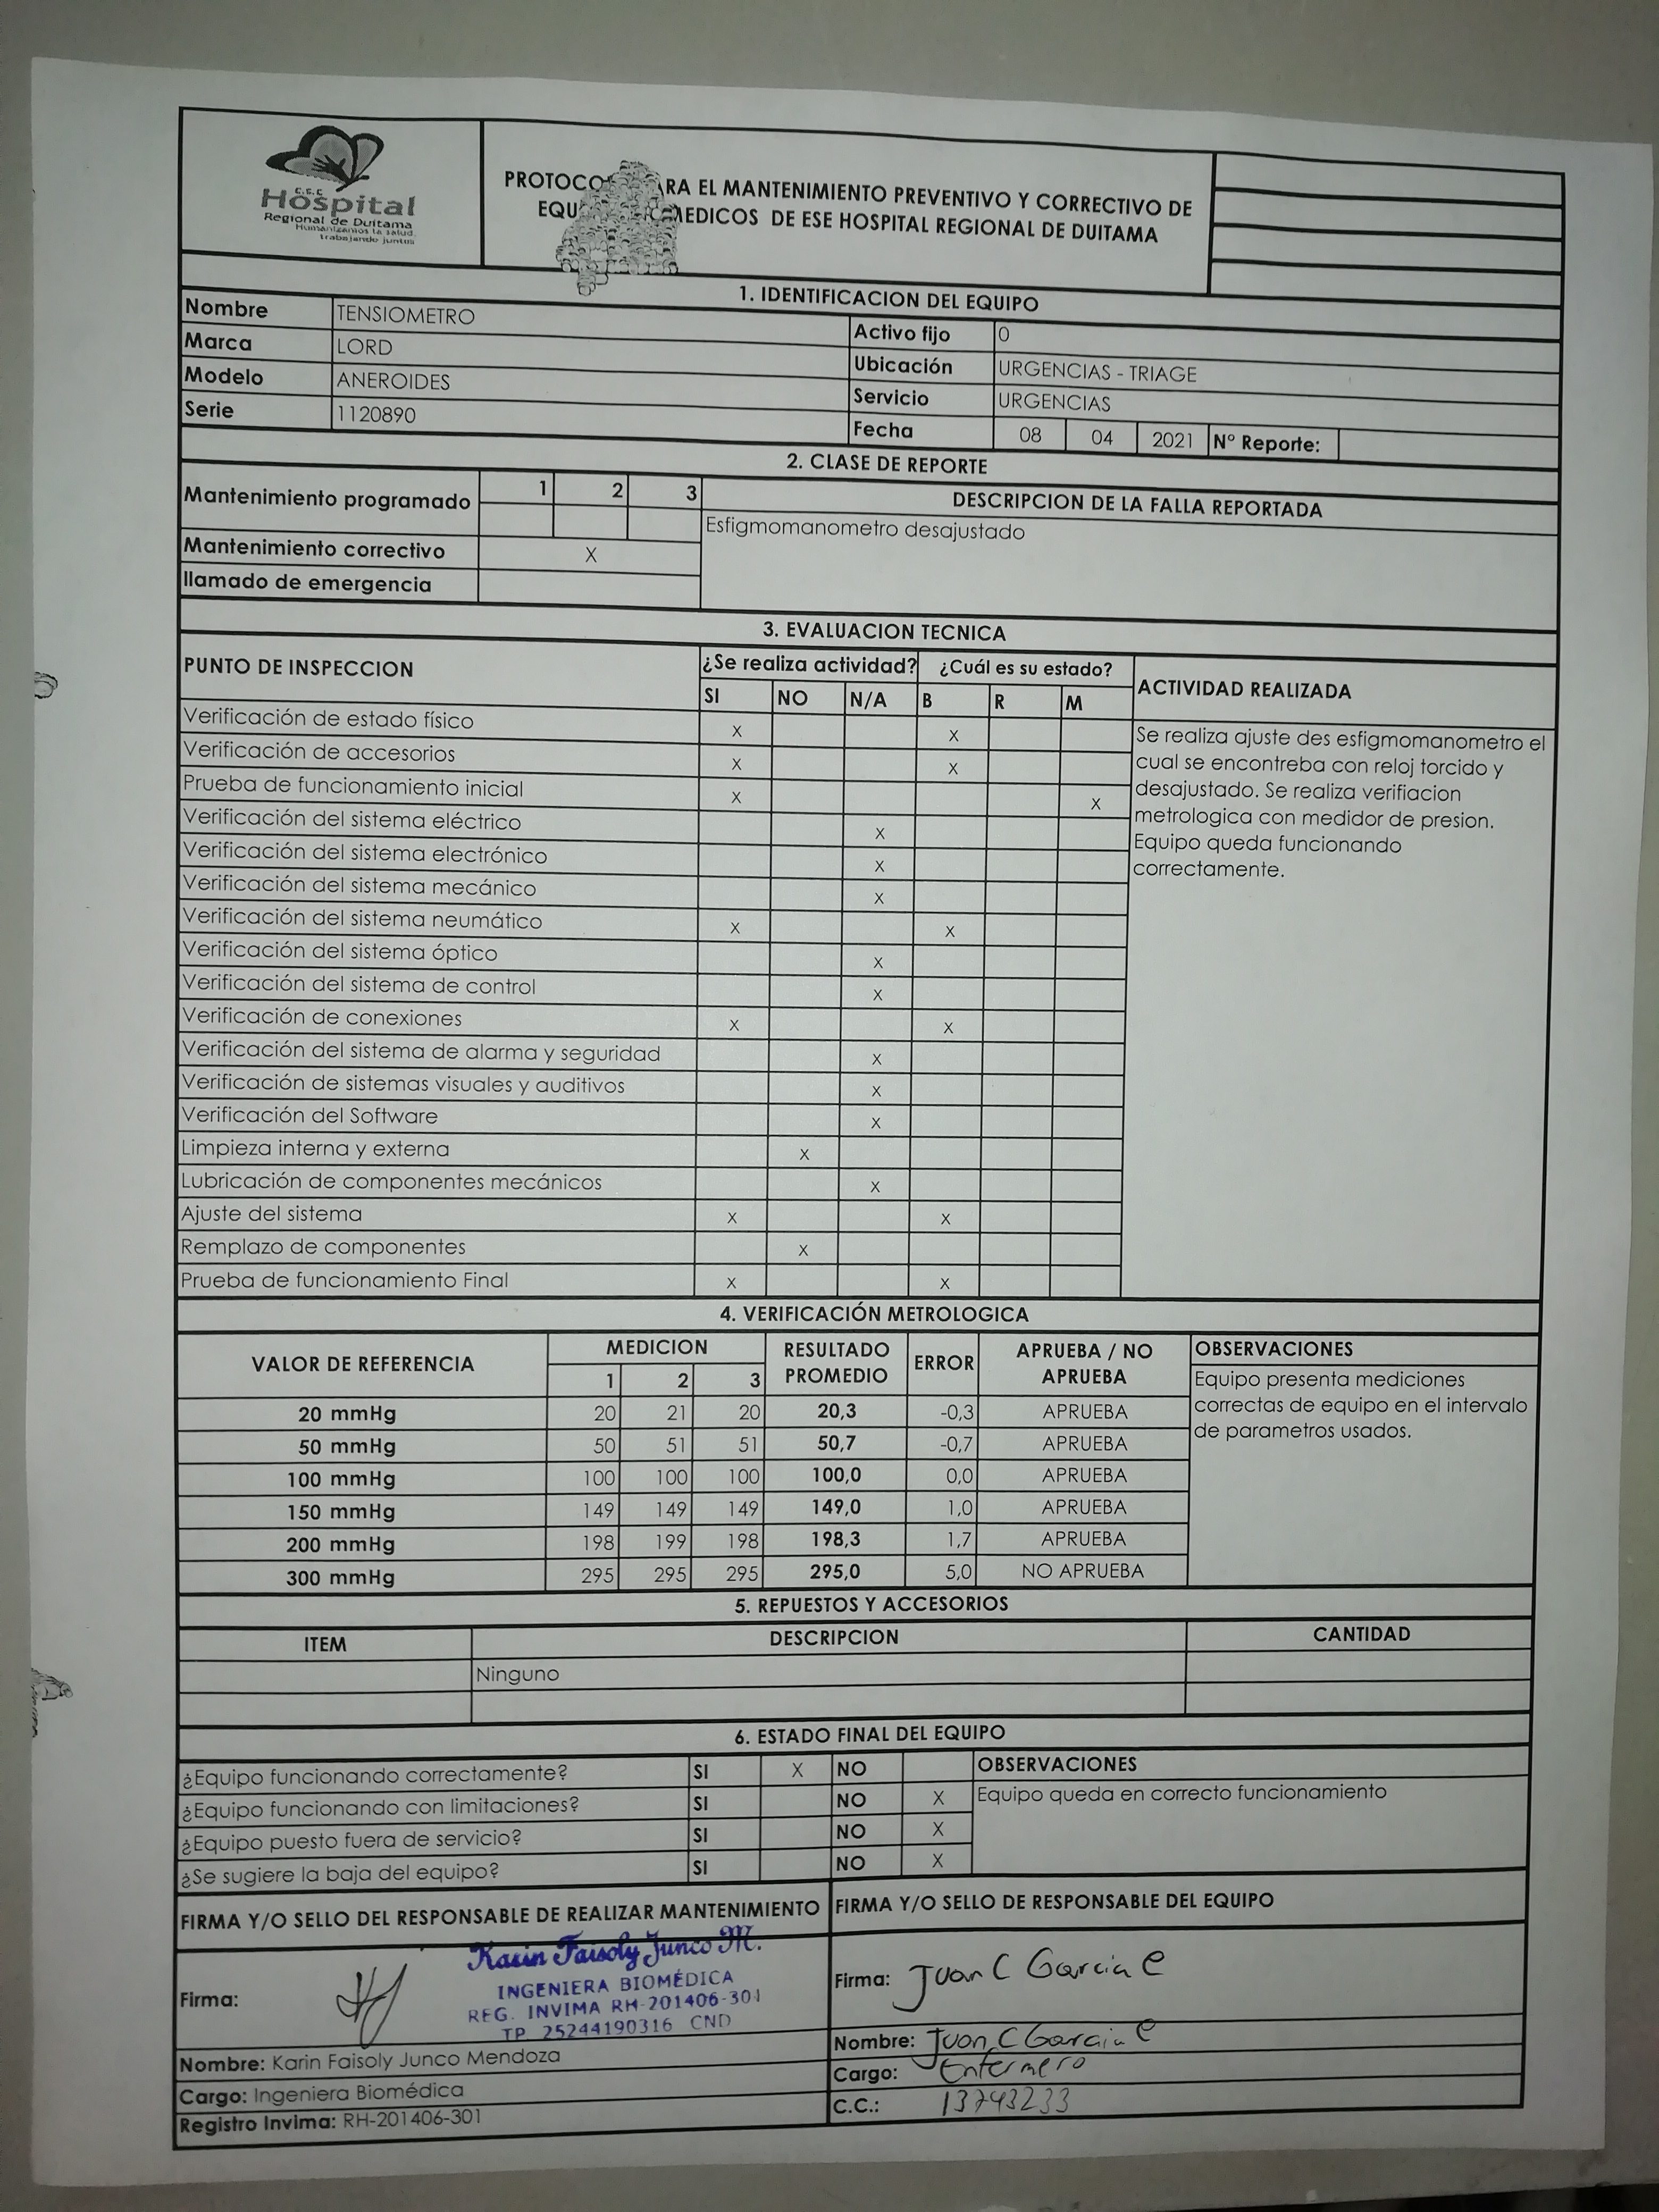 C.C.C
Hospital
Regional de Duitama
Humanizamos la salud
trabajando juntos
PROTOCO RA EL MANTENIMIENTO PREVENTIVO Y CORRECTIVO DE
EQU MEDICOS DE ESE HOSPITAL REGIONAL DE DUITAMA
1. IDENTIFICACION DEL EQUIPO
Nombre TENSIOMETRO Activo fijo 0
Marca LORD Ubicación URGENCIAS - TRIAGE
Modelo ANEROIDES Servicio URGENCIAS
Serie 1120890 Fecha 08 04 2021 Nº Reporte:
2. CLASE DE REPORTE
Mantenimiento programado 1 2 3 DESCRIPCION DE LA FALLA REPORTADA
Esfigmomanometro desajustado
Mantenimiento correctivo X
llamado de emergencia
3. EVALUACION TECNICA
PUNTO DE INSPECCION ¿Se realiza actividad? ¿Cuál es su estado? ACTIVIDAD REALIZADA
SI NO N/A B R M
Verificación de estado físico X X
Verificación de accesorios X X
Prueba de funcionamiento inicial X X
Verificación del sistema eléctrico X
Verificación del sistema electrónico X
Verificación del sistema mecánico X
Verificación del sistema neumático X X
Verificación del sistema óptico X
Verificación del sistema de control X
Verificación de conexiones X X
Verificación del sistema de alarma y seguridad X
Verificación de sistemas visuales y auditivos X
Verificación del Software X
Limpieza interna y externa X
Lubricación de componentes mecánicos X
Ajuste del sistema X X
Remplazo de componentes X
Prueba de funcionamiento Final X X
Se realiza ajuste des esfigmomanometro el
cual se encontreba con reloj torcido y
desajustado. Se realiza verifiacion
metrologica con medidor de presion.
Equipo queda funcionando
correctamente.
4. VERIFICACIÓN METROLOGICA
VALOR DE REFERENCIA MEDICION 1 2 3 RESULTADO PROMEDIO ERROR APRUEBA / NO APRUEBA OBSERVACIONES
20 mmHg 20 21 20 20,3 -0,3 APRUEBA
50 mmHg 50 51 51 50,7 -0,7 APRUEBA
100 mmHg 100 100 100 100,0 0,0 APRUEBA
150 mmHg 149 149 149 149,0 1,0 APRUEBA
200 mmHg 198 199 198 198,3 1,7 APRUEBA
300 mmHg 295 295 295 295,0 5,0 NO APRUEBA
Equipo presenta mediciones
correctas de equipo en el intervalo
de parametros usados.
5. REPUESTOS Y ACCESORIOS
ITEM DESCRIPCION CANTIDAD
Ninguno
6. ESTADO FINAL DEL EQUIPO
¿Equipo funcionando correctamente? SI X NO OBSERVACIONES
¿Equipo funcionando con limitaciones? SI NO X Equipo queda en correcto funcionamiento
¿Equipo puesto fuera de servicio? SI NO X
¿Se sugiere la baja del equipo? SI NO X
FIRMA Y/O SELLO DEL RESPONSABLE DE REALIZAR MANTENIMIENTO
Karin Faisoly Junco M.
INGENIERA BIOMÉDICA
REG. INVIMA RH-201406-301
TP 25244190316 CND
Firma:
Nombre: Karin Faisoly Junco Mendoza
Cargo: Ingeniera Biomédica
Registro Invima: RH-201406-301
FIRMA Y/O SELLO DE RESPONSABLE DEL EQUIPO
Firma: Juan C Garcia C
Nombre: Juan C Garcia C
Cargo: Enfermero
C.C.: 13743233